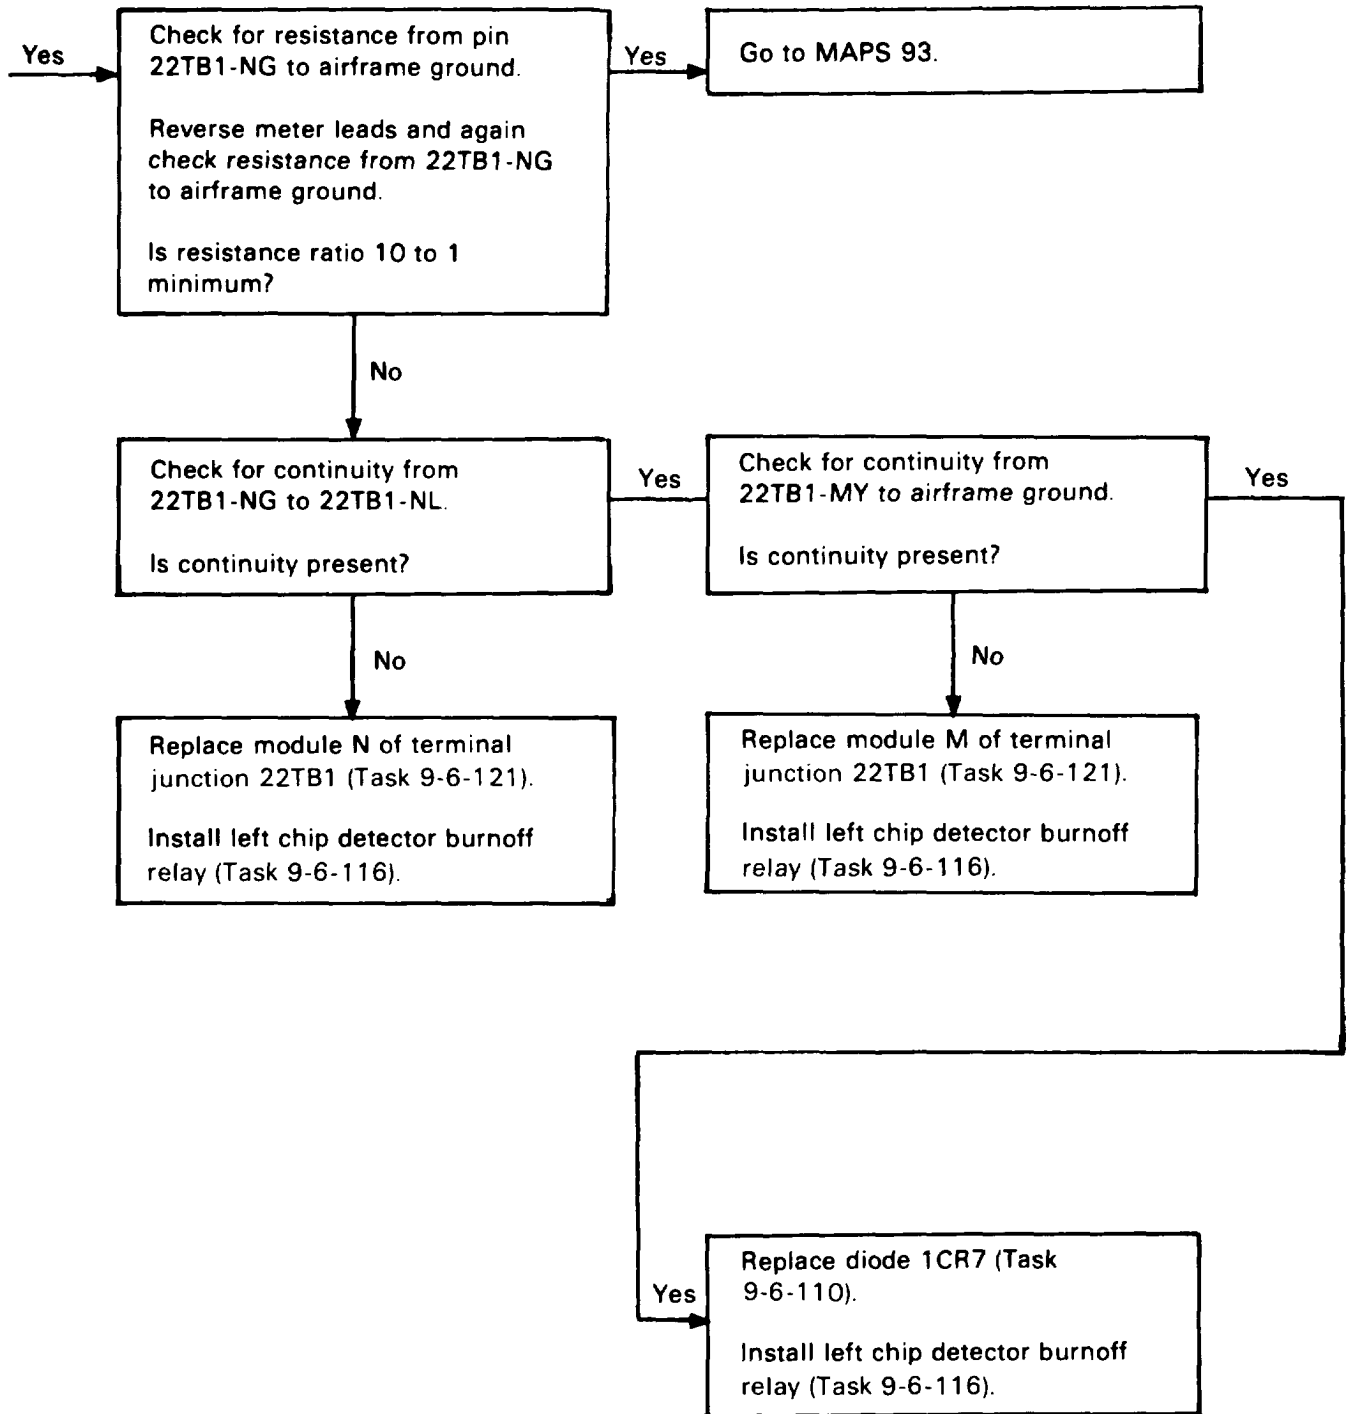 Yes
Check for resistance from pin
22TB1-NG to airframe ground.
Reverse meter leads and again
check resistance from 22TB1-NG
to airframe ground.
Is resistance ratio 10 to 1
minimum?
Yes
Go to MAPS 93.
No
Check for continuity from
22TB1-NG to 22TB1-NL.
Is continuity present?
Yes
Check for continuity from
22TB1-MY to airframe ground.
Is continuity present?
Yes
No
Replace module N of terminal
junction 22TB1 (Task 9-6-121).
Install left chip detector burnoff
relay (Task 9-6-116).
No
Replace module M of terminal
junction 22TB1 (Task 9-6-121).
Install left chip detector burnoff
relay (Task 9-6-116).
Yes
Replace diode 1CR7 (Task
9-6-110).
Install left chip detector burnoff
relay (Task 9-6-116).